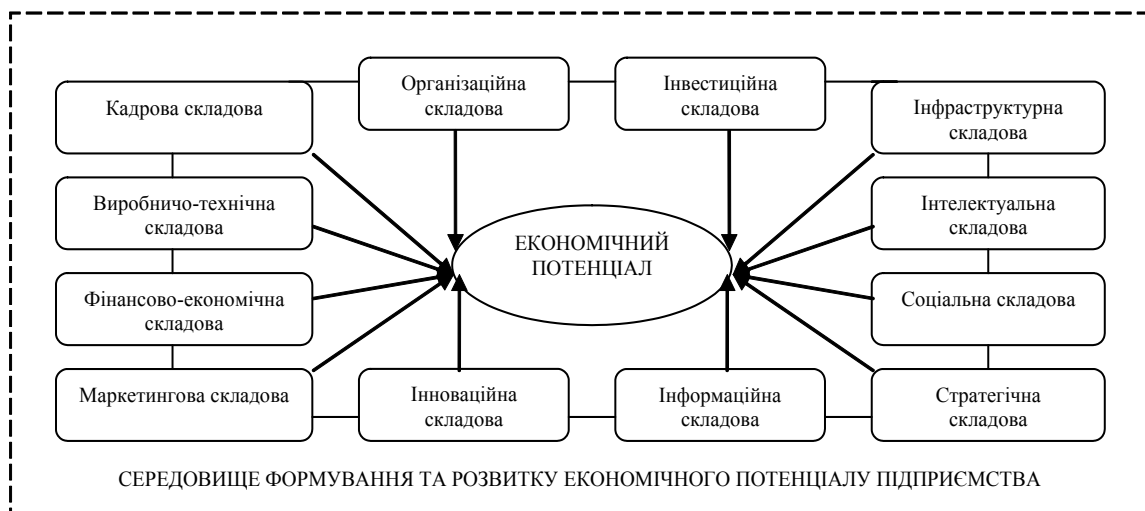 Організаційна
складова
Інвестиційна
складова
Кадрова складова
Інфраструктурна
складова
Виробничо-технічна
складова
Інтелектуальна
складова
ЕКОНОМІЧНИЙ
ПОТЕНЦІАЛ
Фінансово-економічна
складова
Соціальна складова
Маркетингова складова
Інноваційна
складова
Інформаційна
складова
Стратегічна
складова
СЕРЕДОВИЩЕ ФОРМУВАННЯ ТА РОЗВИТКУ ЕКОНОМІЧНОГО ПОТЕНЦІАЛУ ПІДПРИЄМСТВА